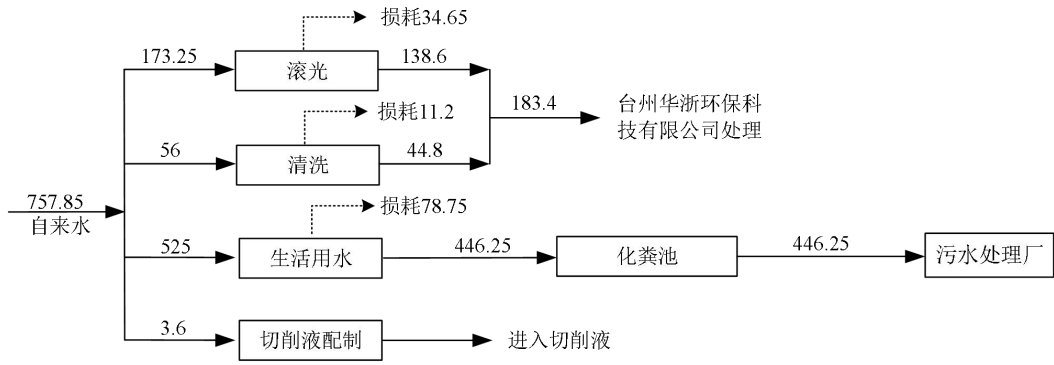 损耗34.65
173.25
滚光
138.6
损耗11.2
183.4
台州华浙环保科
技有限公司处理
56
清洗
44.8
757.85
自来水
损耗78.75
525
生活用水
446.25
化粪池
446.25
污水处理厂
3.6
切削液配制
进入切削液